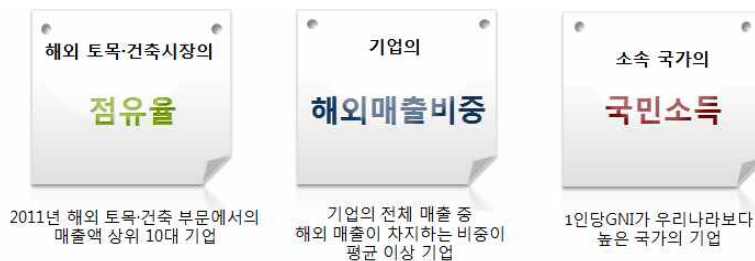 해외 토목·건축시장의
점유율
2011년 해외 토목·건축 부문에서의
매출액 상위 10대 기업
기업의
해외매출비중
기업의 전체 매출 중
해외 매출이 차지하는 비중이
평균 이상 기업
소속 국가의
국민소득
1인당GNI가 우리나라보다
높은 국가의 기업